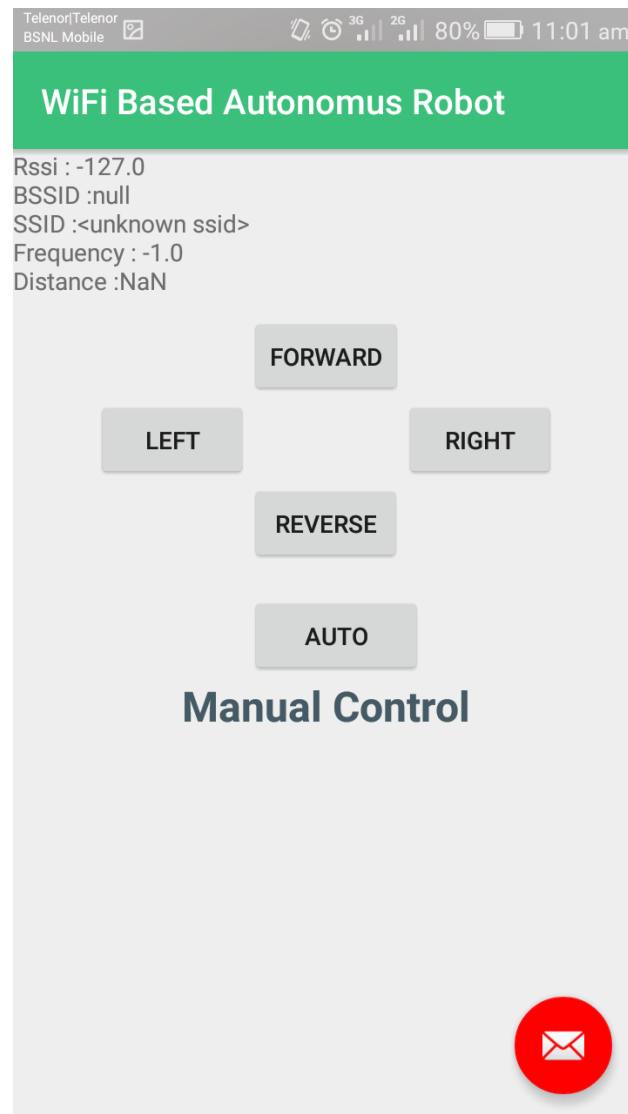 Telenor|Telenor
BSNL Mobile
3G 2G 80% 11:01 am
WiFi Based Autonomus Robot
Rssi : -127.0
BSSID :null
SSID :<unknown ssid>
Frequency : -1.0
Distance :NaN
FORWARD
LEFT RIGHT
REVERSE
AUTO
Manual Control